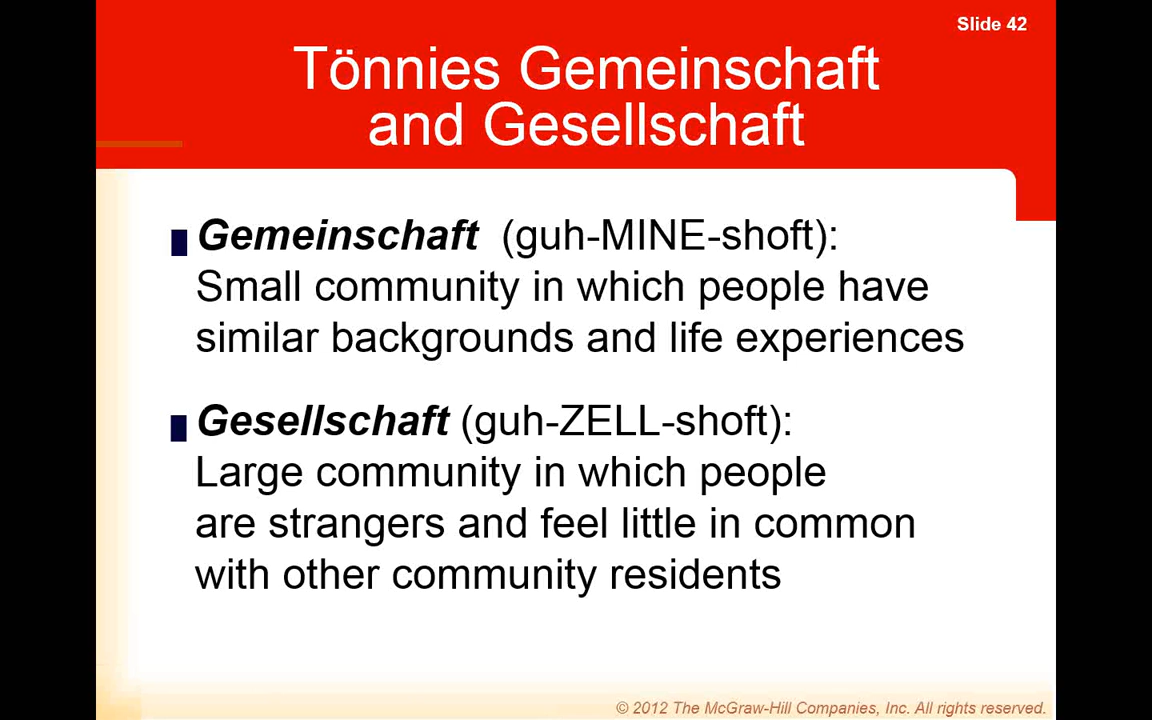 Slide 42
Tönnies Gemeinschaft
and Gesellschaft
Gemeinschaft (guh-MINE-shoft):
Small community in which people have
similar backgrounds and life experiences
Gesellschaft (guh-ZELL-shoft):
Large community in which people
are strangers and feel little in common
with other community residents
© 2012 The McGraw-Hill Companies, Inc. All rights reserved.